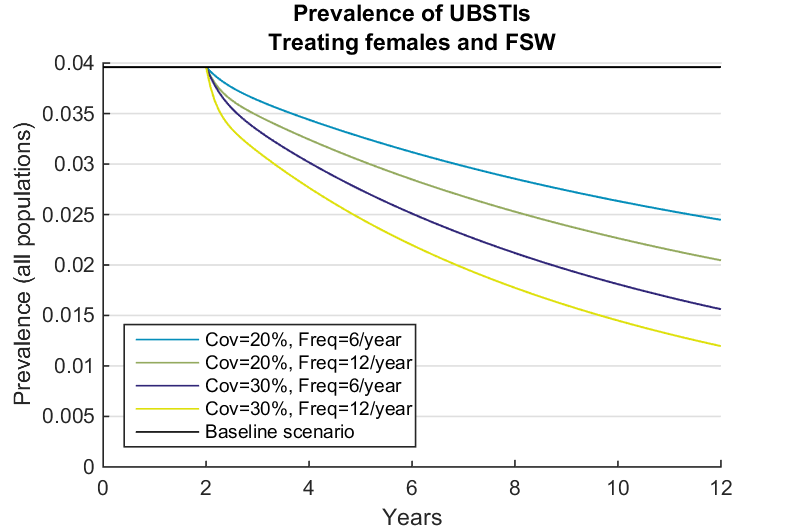 Prevalence of UBSTIs
Treating females and FSW
0.04
0.035
0.03
0.025
0.02
0.015
0.01
0.005
0
Prevalence (all populations)
Cov=20%, Freq=6/year
Cov=20%, Freq=12/year
Cov=30%, Freq=6/year
Cov=30%, Freq=12/year
Baseline scenario
0 2 4 6 8 10 12
Years